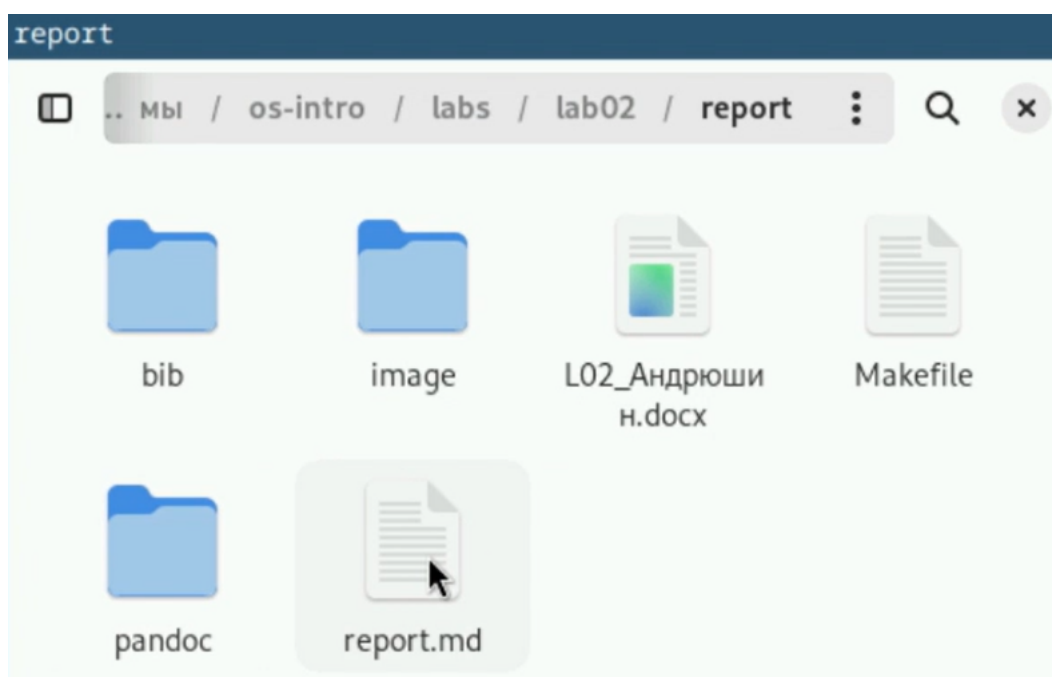 report
.. мы / os-intro / labs / lab02 / report
bib
image
L02_Андрюши
н.docx
Makefile
pandoc
report.md